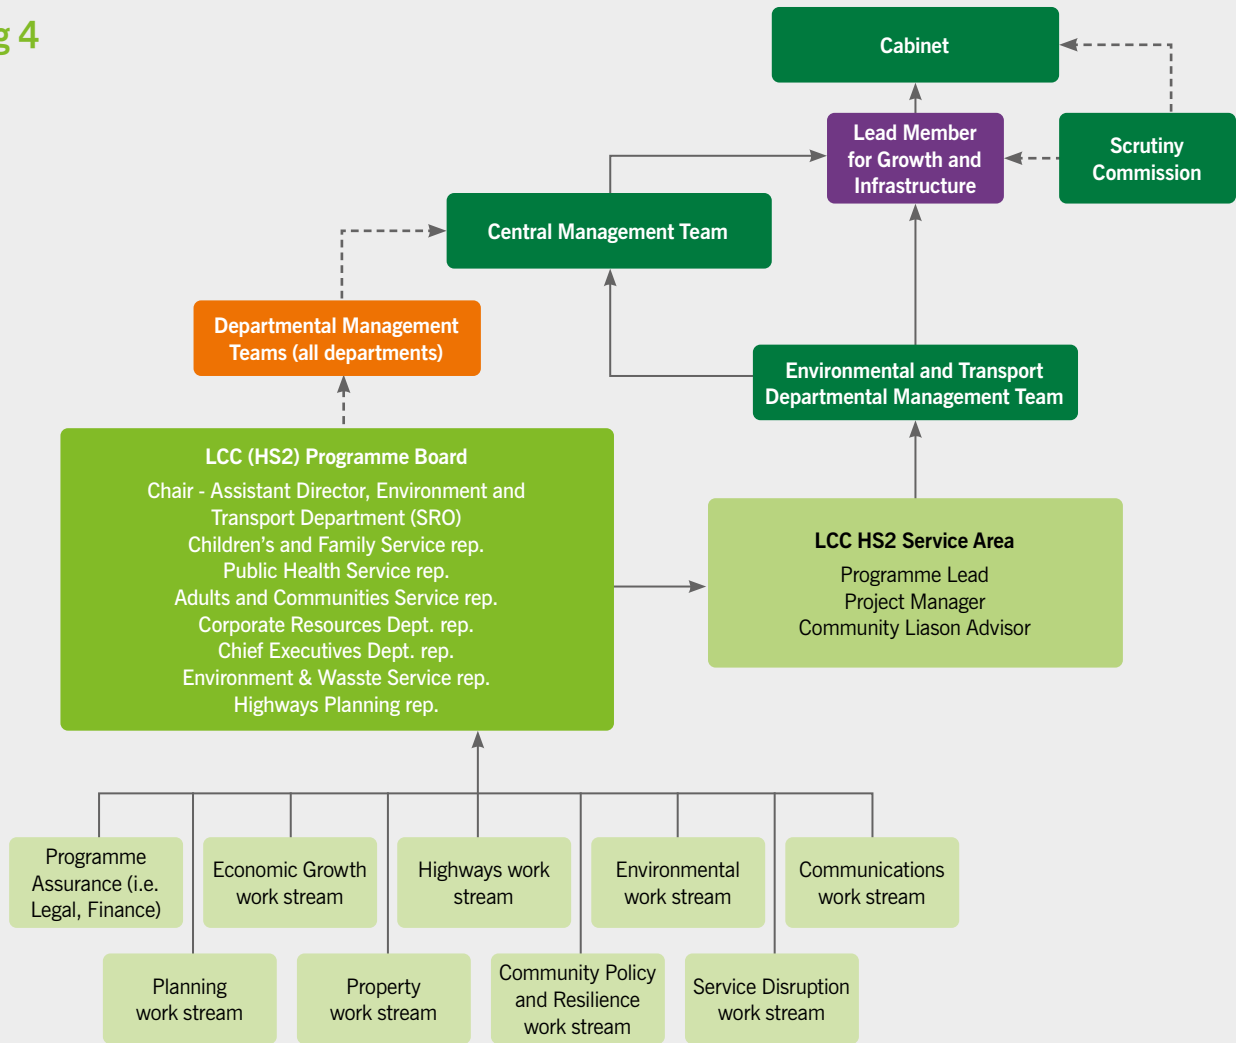 g 4
Cabinet
Lead Member
for Growth and
Infrastructure
Scrutiny
Commission
Central Management Team
Departmental Management
Teams (all departments)
Environmental and Transport
Departmental Management Team
LCC (HS2) Programme Board
Chair - Assistant Director, Environment and
Transport Department (SRO)
Children's and Family Service rep.
Public Health Service rep.
Adults and Communities Service rep.
Corporate Resources Dept. rep.
Chief Executives Dept. rep.
Environment & Wasste Service rep.
Highways Planning rep.
LCC HS2 Service Area
Programme Lead
Project Manager
Community Liason Advisor
Programme
Assurance (i.e.
Legal, Finance)
Economic Growth
work stream
Highways work
stream
Environmental
work stream
Communications
work stream
Planning
work stream
Property
work stream
Community Policy
and Resilience
work stream
Service Disruption
work stream